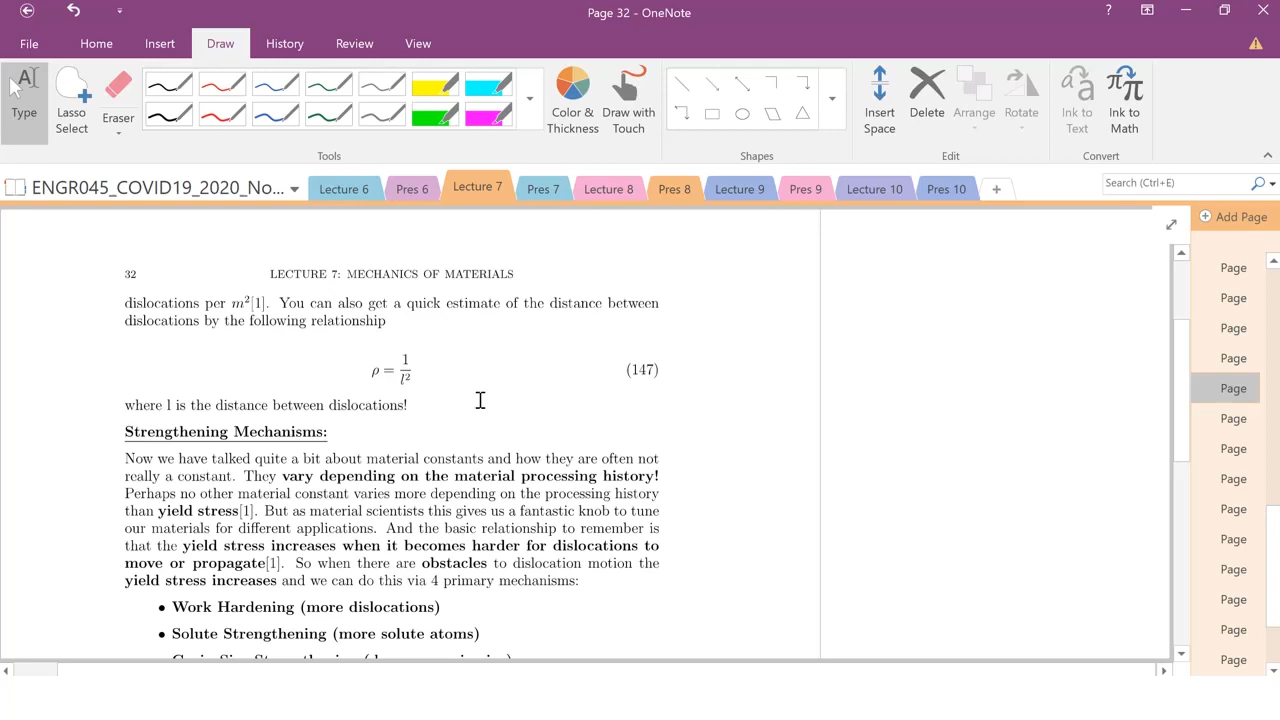 Page 32 - OneNote
?
File
Home
Insert
Draw
History
Review
View
Type
Lasso Select
Eraser
Color & Thickness
Draw with Touch
Insert Space
Delete
Arrange
Rotate
Ink to Text
Ink to Math
Tools
Shapes
Edit
Convert
ENGR045_COVID19_2020_No...
Lecture 6
Pres 6
Lecture 7
Pres 7
Lecture 8
Pres 8
Lecture 9
Pres 9
Lecture 10
Pres 10
Search (Ctrl+E)
Add Page
32 LECTURE 7: MECHANICS OF MATERIALS
dislocations per m²[1]. You can also get a quick estimate of the distance between
dislocations by the following relationship
ρ = 1/l² (147)
where l is the distance between dislocations!
Strengthening Mechanisms:
Now we have talked quite a bit about material constants and how they are often not
really a constant. They vary depending on the material processing history!
Perhaps no other material constant varies more depending on the processing history
than yield stress[1]. But as material scientists this gives us a fantastic knob to tune
our materials for different applications. And the basic relationship to remember is
that the yield stress increases when it becomes harder for dislocations to
move or propagate[1]. So when there are obstacles to dislocation motion the
yield stress increases and we can do this via 4 primary mechanisms:
• Work Hardening (more dislocations)
• Solute Strengthening (more solute atoms)
Page
Page
Page
Page
Page
Page
Page
Page
Page
Page
Page
Page
Page
Page